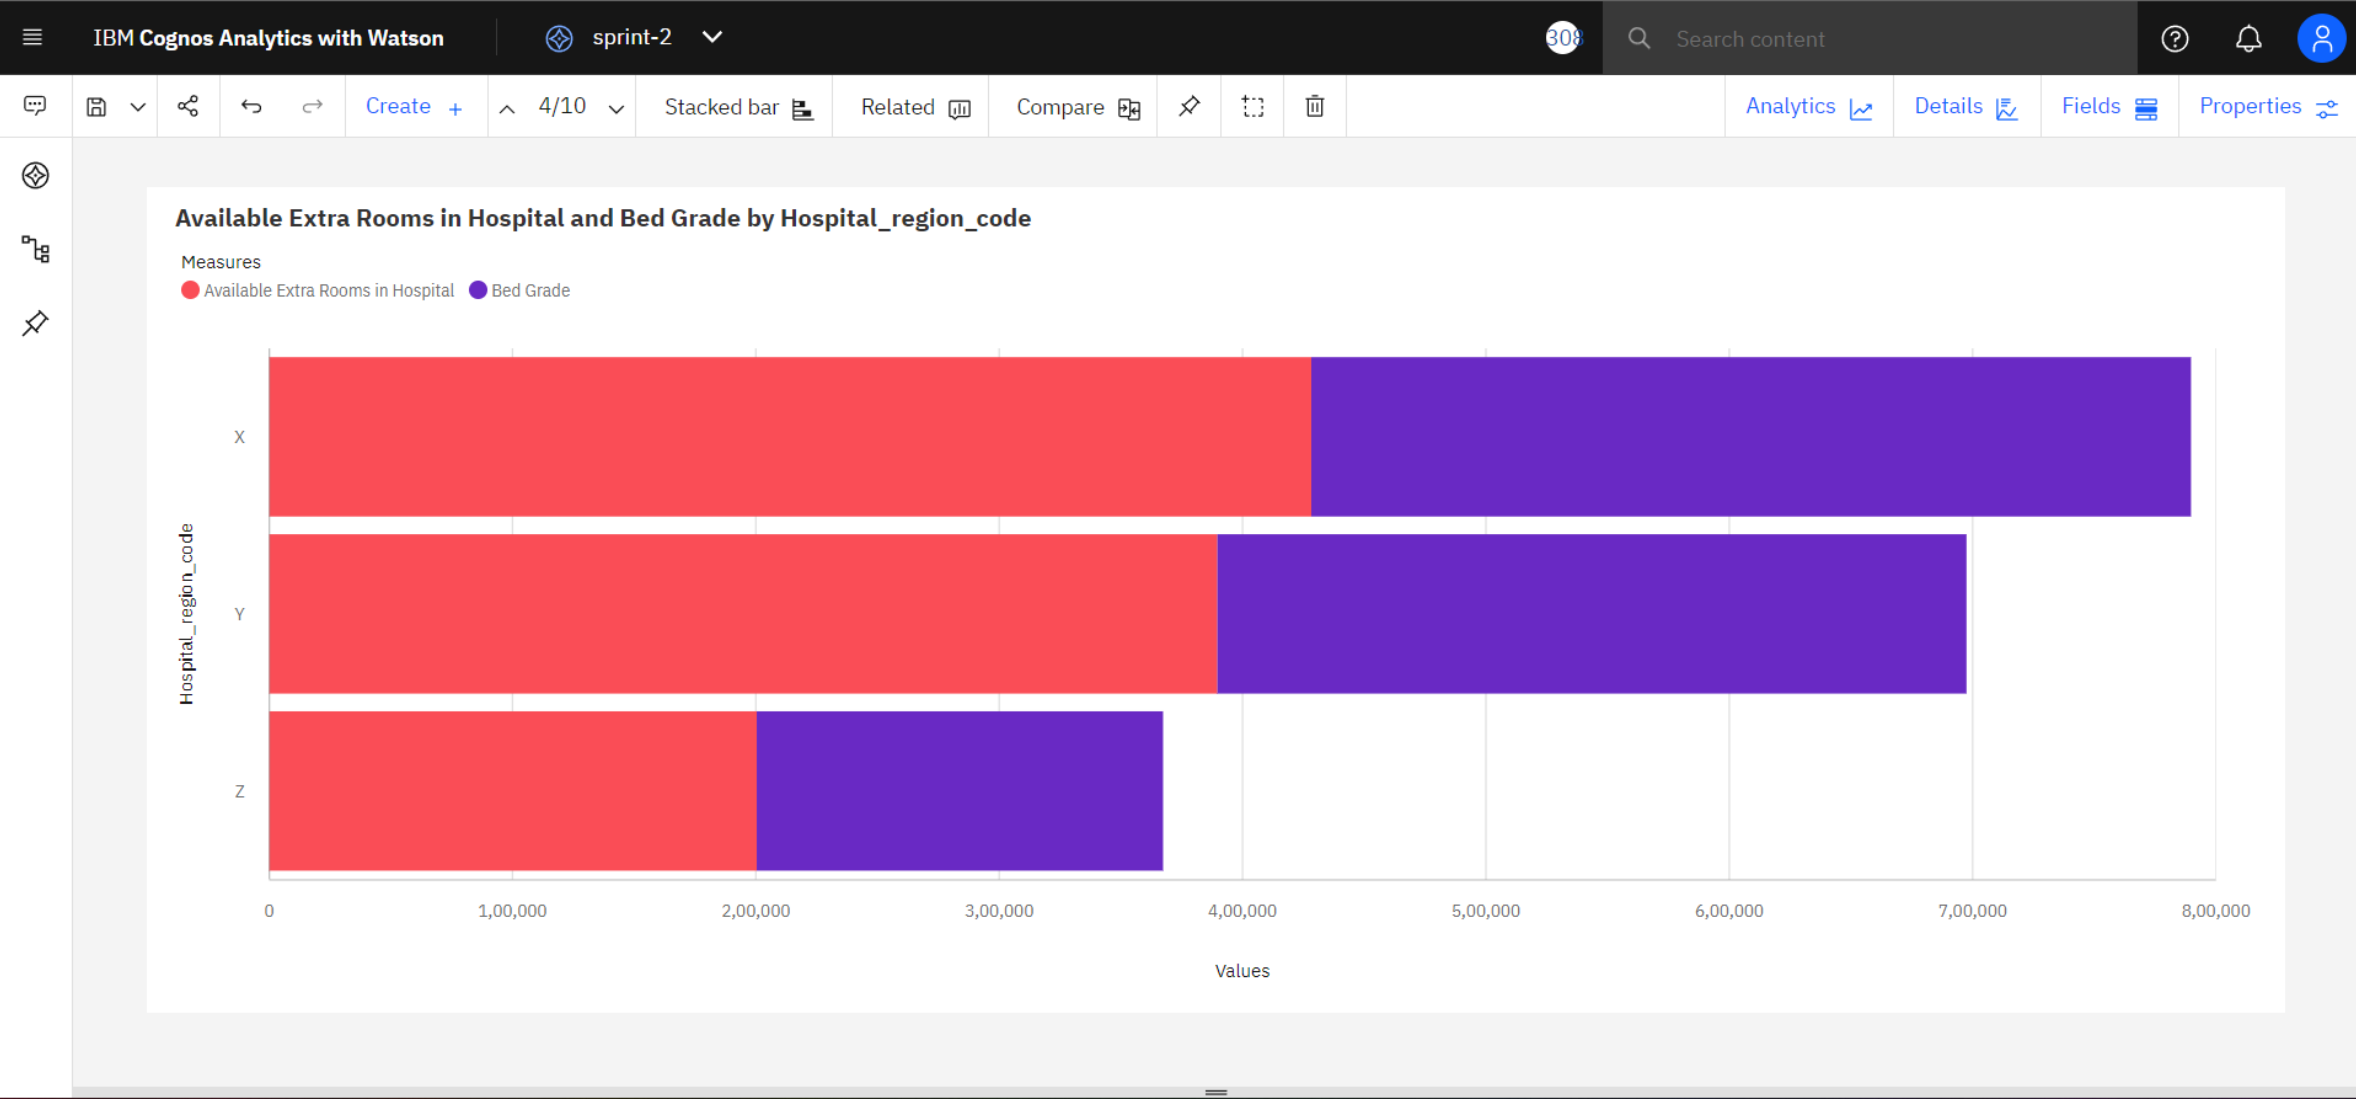 IBM Cognos Analytics with Watson
sprint-2
308
Search content
Create +
4/10
Stacked bar
Related
Compare
Analytics
Details
Fields
Properties
Available Extra Rooms in Hospital and Bed Grade by Hospital_region_code
Measures
Available Extra Rooms in Hospital
Bed Grade
Hospital_region_code
X
Y
Z
0 1,00,000 2,00,000 3,00,000 4,00,000 5,00,000 6,00,000 7,00,000 8,00,000
Values